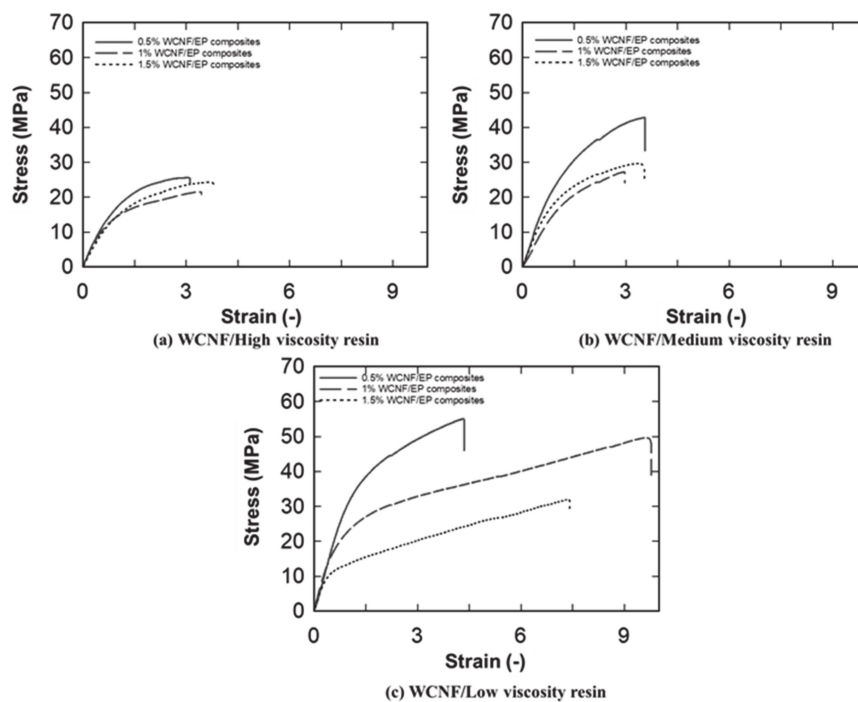 70
60
50
40
30
20
10
0
Stress (MPa)
0.5% WCNF/EP composites
1% WCNF/EP composites
1.5% WCNF/EP composites
0 3 6 9
Strain (-)
(a) WCNF/High viscosity resin
70
60
50
40
30
20
10
0
Stress (MPa)
0.5% WCNF/EP composites
1% WCNF/EP composites
1.5% WCNF/EP composites
0 3 6 9
Strain (-)
(b) WCNF/Medium viscosity resin
70
60
50
40
30
20
10
0
Stress (MPa)
0.5% WCNF/EP composites
1% WCNF/EP composites
1.5% WCNF/EP composites
0 3 6 9
Strain (-)
(c) WCNF/Low viscosity resin